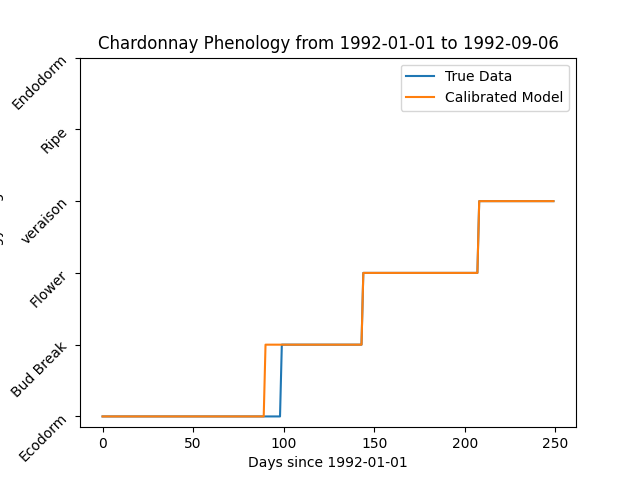 Chardonnay Phenology from 1992-01-01 to 1992-09-06
True Data
Calibrated Model
Endodorm
Ripe
veraison
Flower
Bud Break
Ecodorm
0 50 100 150 200 250
Days since 1992-01-01